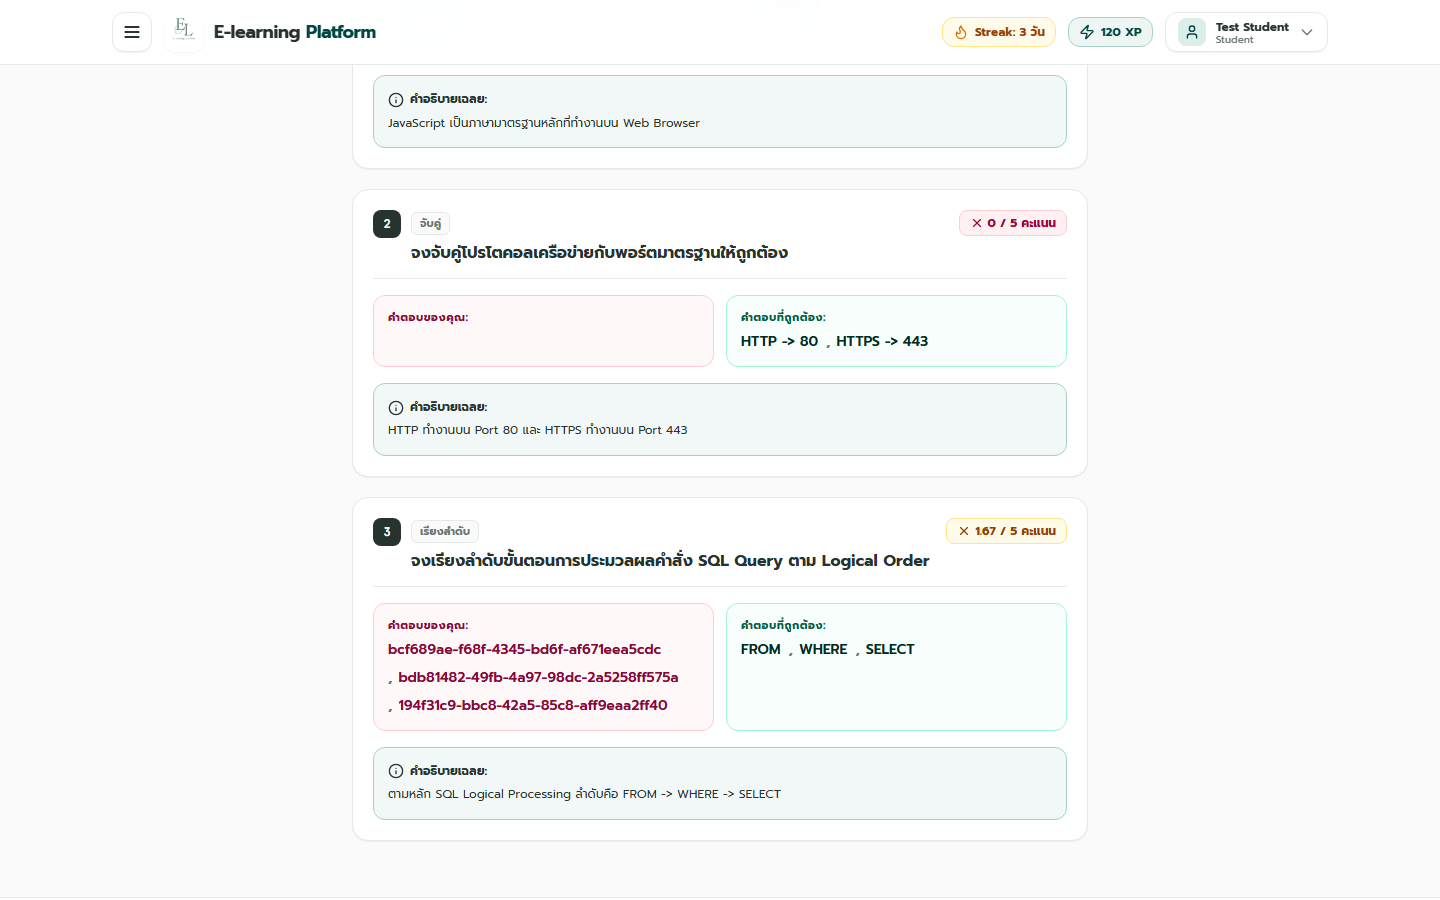 EL
E-learning Platform
Streak: 3 วัน
120 XP
Test Student
Student
คำอธิบายเฉลย:
JavaScript เป็นภาษามาตรฐานหลักที่ทำงานบน Web Browser
2
จับคู่
0 / 5 คะแนน
จงจับคู่โปรโตคอลเครือข่ายกับพอร์ตมาตรฐานให้ถูกต้อง
คำตอบของคุณ:
คำตอบที่ถูกต้อง:
HTTP -> 80 , HTTPS -> 443
คำอธิบายเฉลย:
HTTP ทำงานบน Port 80 และ HTTPS ทำงานบน Port 443
3
เรียงลำดับ
1.67 / 5 คะแนน
จงเรียงลำดับขั้นตอนการประมวลผลคำสั่ง SQL Query ตาม Logical Order
คำตอบของคุณ:
bcf689ae-f68f-4345-bd6f-af671eea5cdc
, bdb81482-49fb-4a97-98dc-2a5258ff575a
, 194f31c9-bbc8-42a5-85c8-aff9eaa2ff40
คำตอบที่ถูกต้อง:
FROM , WHERE , SELECT
คำอธิบายเฉลย:
ตามหลัก SQL Logical Processing ลำดับคือ FROM -> WHERE -> SELECT